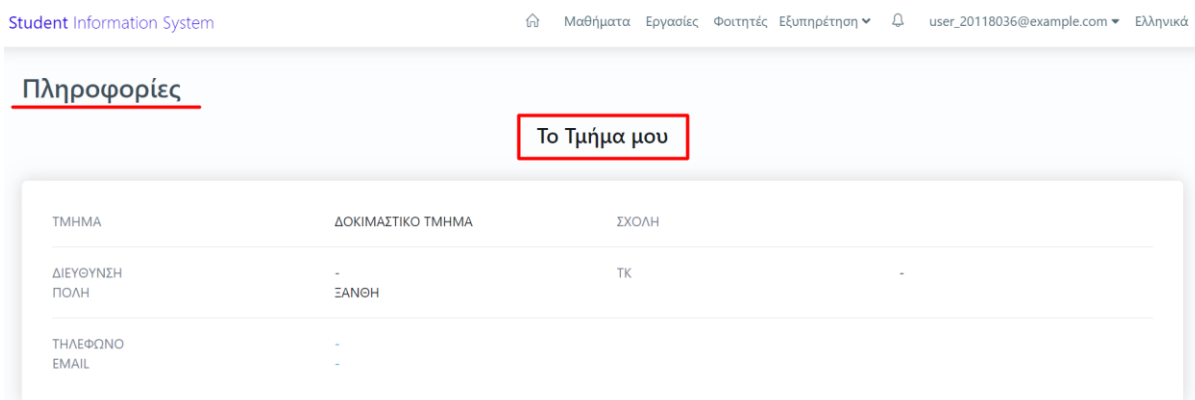 Student Information System Μαθήματα Εργασίες Φοιτητές Εξυπηρέτηση user_20118036@example.com Ελληνικά
Πληροφορίες
Το Τμήμα μου
ΤΜΗΜΑ ΔΟΚΙΜΑΣΤΙΚΟ ΤΜΗΜΑ ΣΧΟΛΗ
ΔΙΕΥΘΥΝΣΗ - ΤΚ -
ΠΟΛΗ ΞΑΝΘΗ
ΤΗΛΕΦΩΝΟ -
EMAIL -